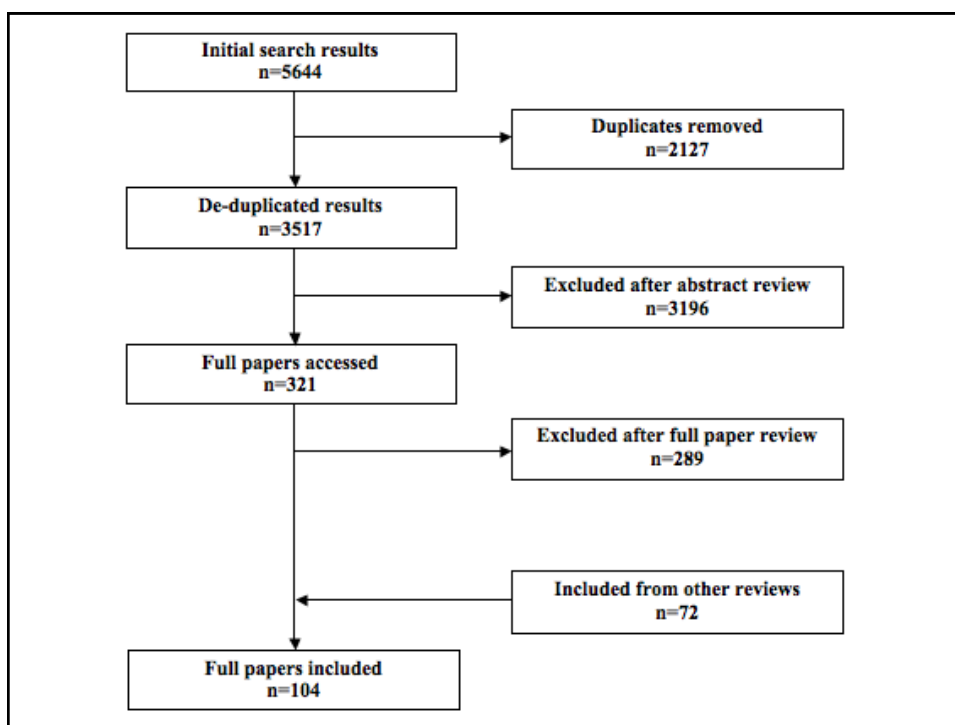 Initial search results
n=5644
Duplicates removed
n=2127
De-duplicated results
n=3517
Excluded after abstract review
n=3196
Full papers accessed
n=321
Excluded after full paper review
n=289
Included from other reviews
n=72
Full papers included
n=104